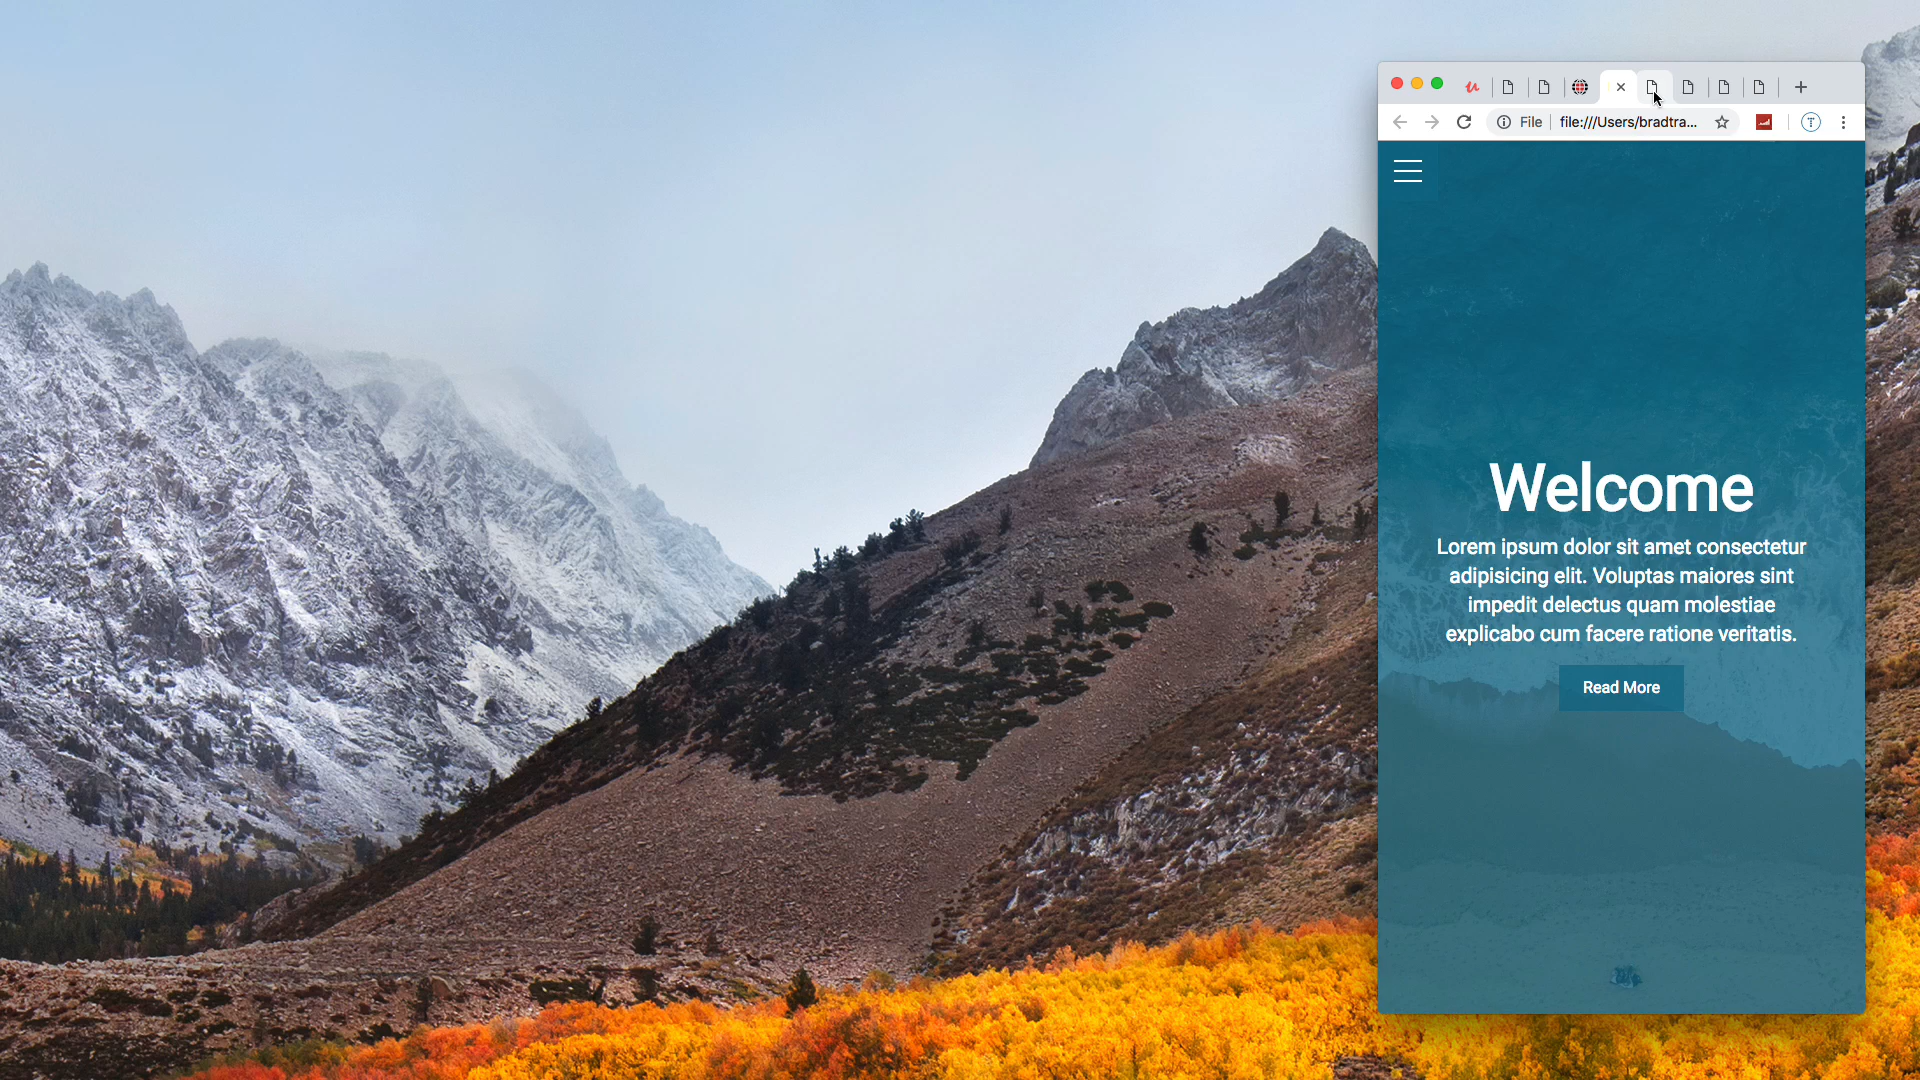 File file:///Users/bradtra...
Welcome
Lorem ipsum dolor sit amet consectetur
adipisicing elit. Voluptas maiores sint
impedit delectus quam molestiae
explicabo cum facere ratione veritatis.
Read More